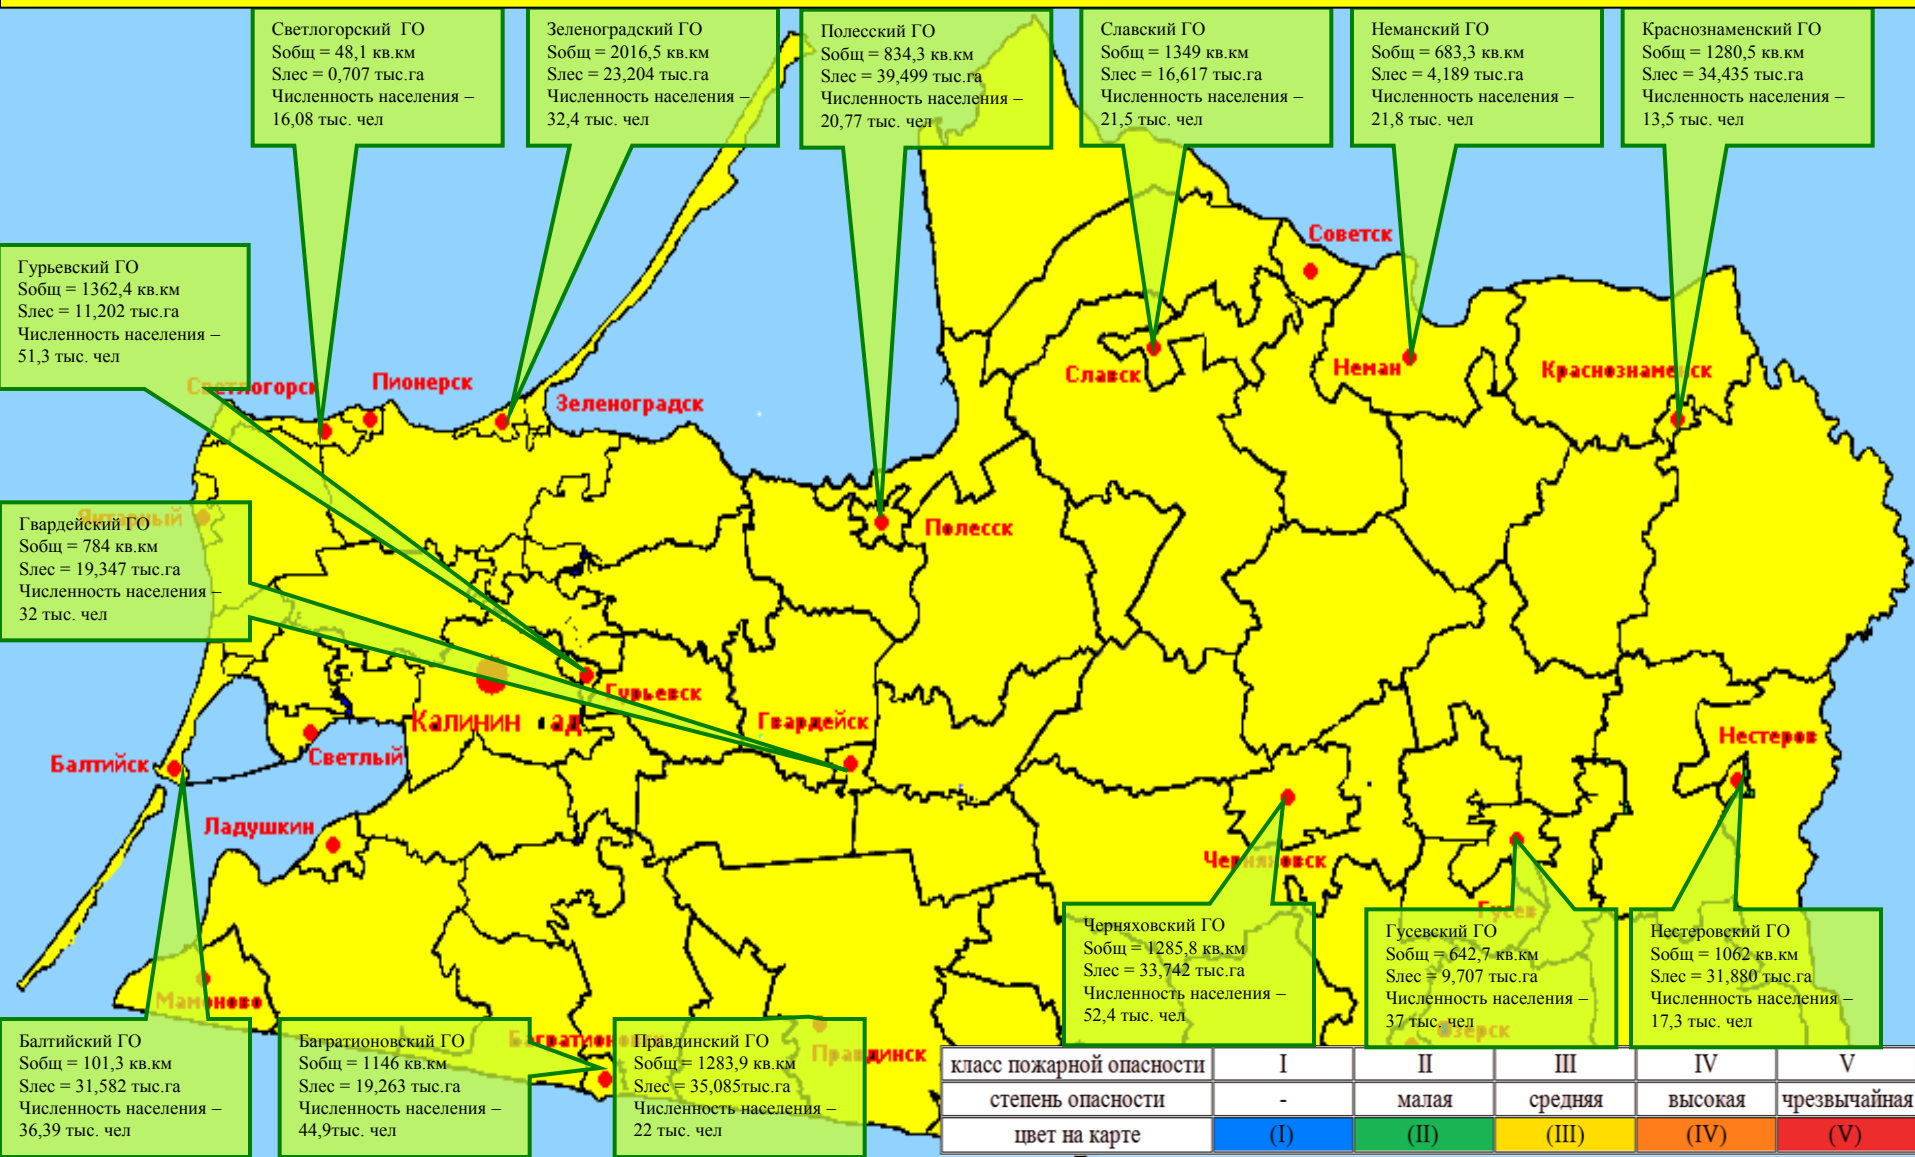 Светлогорский ГО
Sобщ = 48,1 кв.км
Sлес = 0,707 тыс.га
Численность населения –
16,08 тыс. чел
Зеленоградский ГО
Sобщ = 2016,5 кв.км
Sлес = 23,204 тыс.га
Численность населения –
32,4 тыс. чел
Полесский ГО
Sобщ = 834,3 кв.км
Sлес = 39,499 тыс.га
Численность населения –
20,77 тыс. чел
Славский ГО
Sобщ = 1349 кв.км
Sлес = 16,617 тыс.га
Численность населения –
21,5 тыс. чел
Неманский ГО
Sобщ = 683,3 кв.км
Sлес = 4,189 тыс.га
Численность населения –
21,8 тыс. чел
Краснознаменский ГО
Sобщ = 1280,5 кв.км
Sлес = 34,435 тыс.га
Численность населения –
13,5 тыс. чел
Гурьевский ГО
Sобщ = 1362,4 кв.км
Sлес = 11,202 тыс.га
Численность населения –
51,3 тыс. чел
Советск
Светлогорск
Пионерск
Зеленоградск
Славск
Неман
Краснознаменск
Гвардейский ГО
Sобщ = 784 кв.км
Sлес = 19,347 тыс.га
Численность населения –
32 тыс. чел
Янтарный
Полесск
Гурьевск
Калинин ад
Гвардейск
Нестеров
Балтийск
Светлый
Ладушкин
Черняховск
Гусев
Мамоново
Багратионовск
Правдинск
Озерск
Черняховский ГО
Sобщ = 1285,8 кв.км
Sлес = 33,742 тыс.га
Численность населения –
52,4 тыс. чел
Гусевский ГО
Sобщ = 642,7 кв.км
Sлес = 9,707 тыс.га
Численность населения –
37 тыс. чел
Нестеровский ГО
Sобщ = 1062 кв.км
Sлес = 31,880 тыс.га
Численность населения –
17,3 тыс. чел
Балтийский ГО
Sобщ = 101,3 кв.км
Sлес = 31,582 тыс.га
Численность населения –
36,39 тыс. чел
Багратионовский ГО
Sобщ = 1146 кв.км
Sлес = 19,263 тыс.га
Численность населения –
44,9тыс. чел
Правдинский ГО
Sобщ = 1283,9 кв.км
Sлес = 35,085тыс.га
Численность населения –
22 тыс. чел
класс пожарной опасности I II III IV V
степень опасности - малая средняя высокая чрезвычайная
цвет на карте (I) (II) (III) (IV) (V)